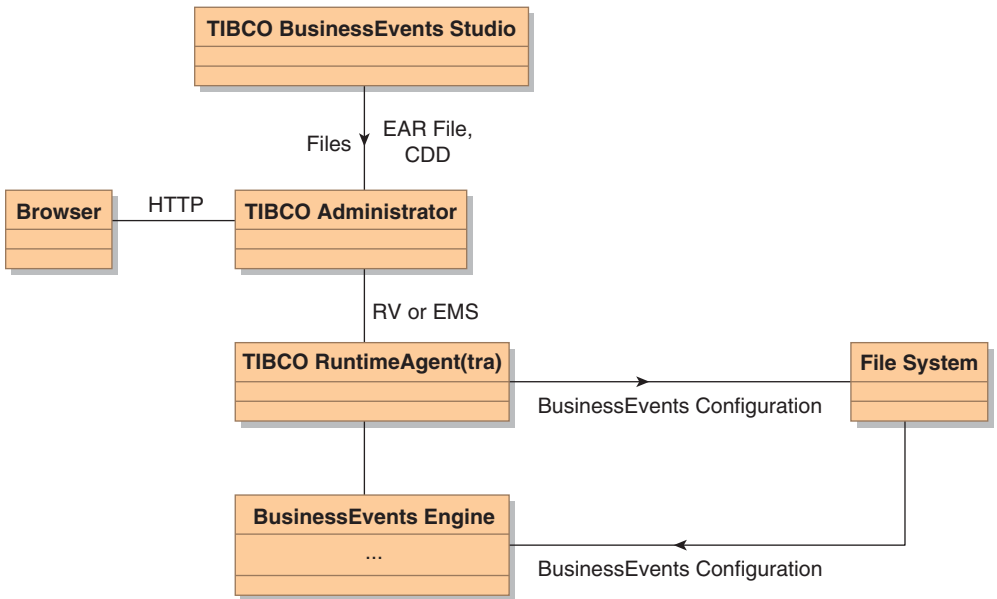 TIBCO BusinessEvents Studio
Files
EAR File,
CDD
Browser
HTTP
TIBCO Administrator
RV or EMS
TIBCO RuntimeAgent(tra)
File System
BusinessEvents Configuration
BusinessEvents Engine
...
BusinessEvents Configuration